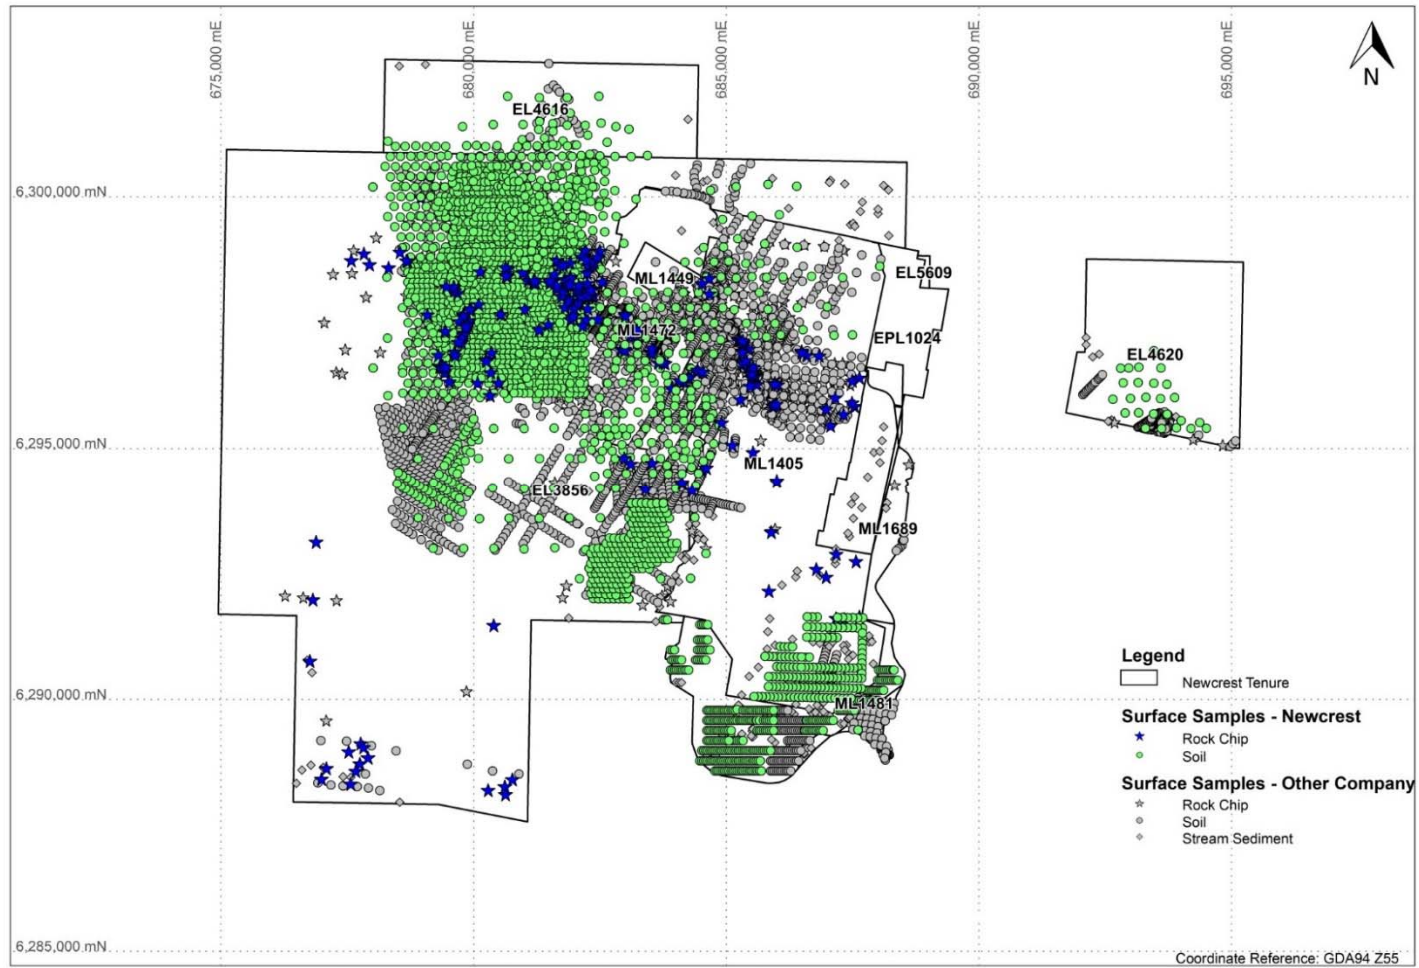 675,000 mE
680,000 mE
685,000 mE
690,000 mE
695,000 mE
N
EL4616
6,300,000 mN
EL5609
ML1449
ML1472
EPL1024
EL4620
6,295,000 mN
ML1405
EL3856
ML1689
Legend
Newcrest Tenure
6,290,000 mN
ML1481
Surface Samples - Newcrest
Rock Chip
Soil
Surface Samples - Other Company
Rock Chip
Soil
Stream Sediment
6,285,000 mN
Coordinate Reference: GDA94 Z55